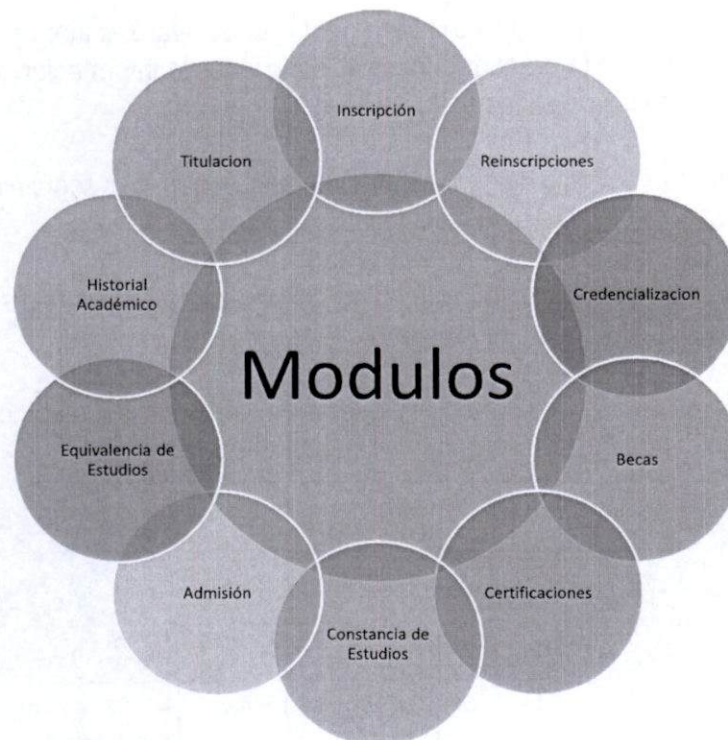 Inscripción
Reinscripciones
Credencializacion
Becas
Certificaciones
Constancia de
Estudios
Admisión
Equivalencia de
Estudios
Historial
Académico
Titulacion
Modulos